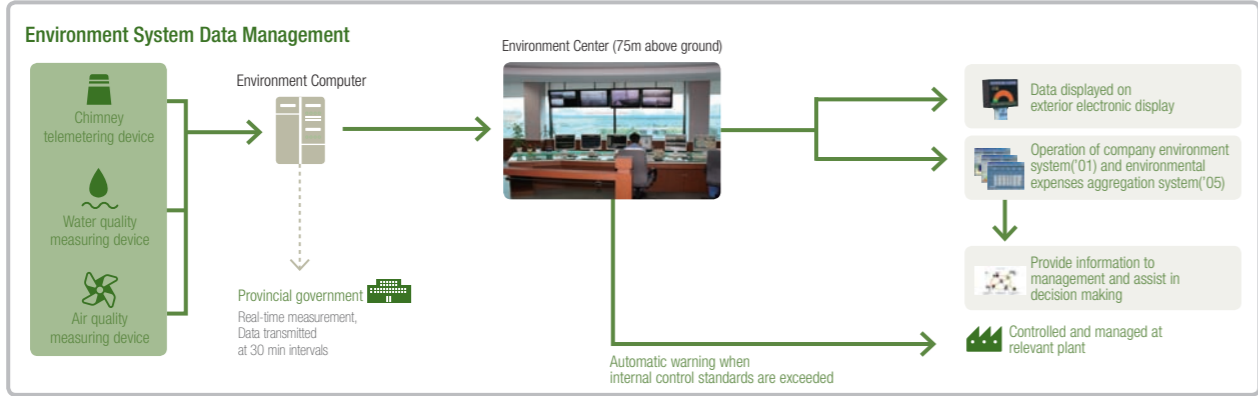 Environment System Data Management
Chimney
telemetering device
Water quality
measuring device
Air quality
measuring device
Environment Computer
Provincial government
Real-time measurement,
Data transmitted
at 30 min intervals
Environment Center (75m above ground)
Automatic warning when
internal control standards are exceeded
Data displayed on
exterior electronic display
Operation of company environment
system('01) and environmental
expenses aggregation system('05)
Provide information to
management and assist in
decision making
Controlled and managed at
relevant plant